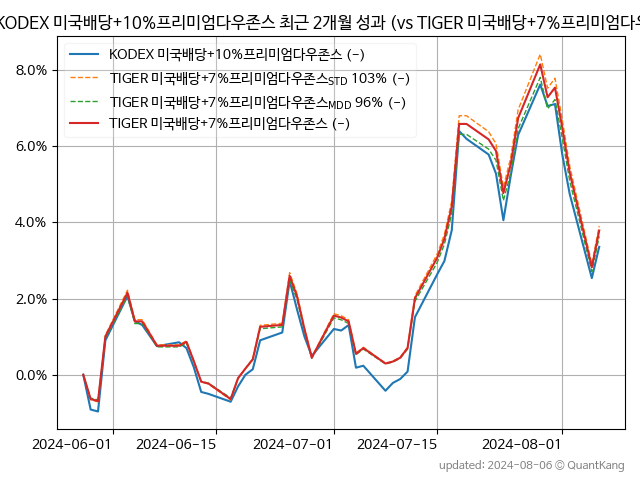 KODEX 미국배당+10%프리미엄다우존스 최근 2개월 성과 (vs TIGER 미국배당+7%프리미엄다우
KODEX 미국배당+10%프리미엄다우존스 (-)
TIGER 미국배당+7%프리미엄다우존스STD 103% (-)
TIGER 미국배당+7%프리미엄다우존스MDD 96% (-)
TIGER 미국배당+7%프리미엄다우존스 (-)
8.0%
6.0%
4.0%
2.0%
0.0%
2024-06-01 2024-06-15 2024-07-01 2024-07-15 2024-08-01
updated: 2024-08-06 © QuantKang